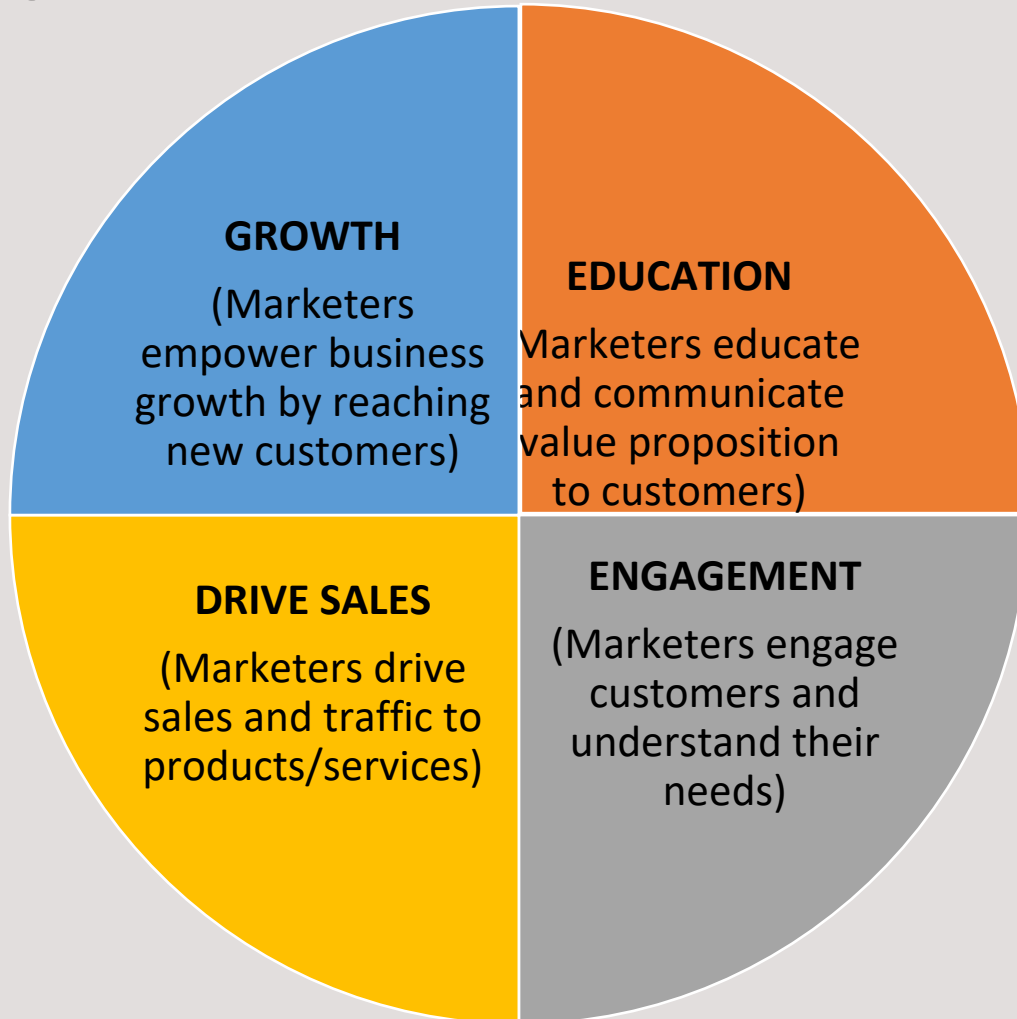 GROWTH
(Marketers
empower business
growth by reaching
new customers)
EDUCATION
Marketers educate
and communicate
value proposition
to customers)
DRIVE SALES
(Marketers drive
sales and traffic to
products/services)
ENGAGEMENT
(Marketers engage
customers and
understand their
needs)